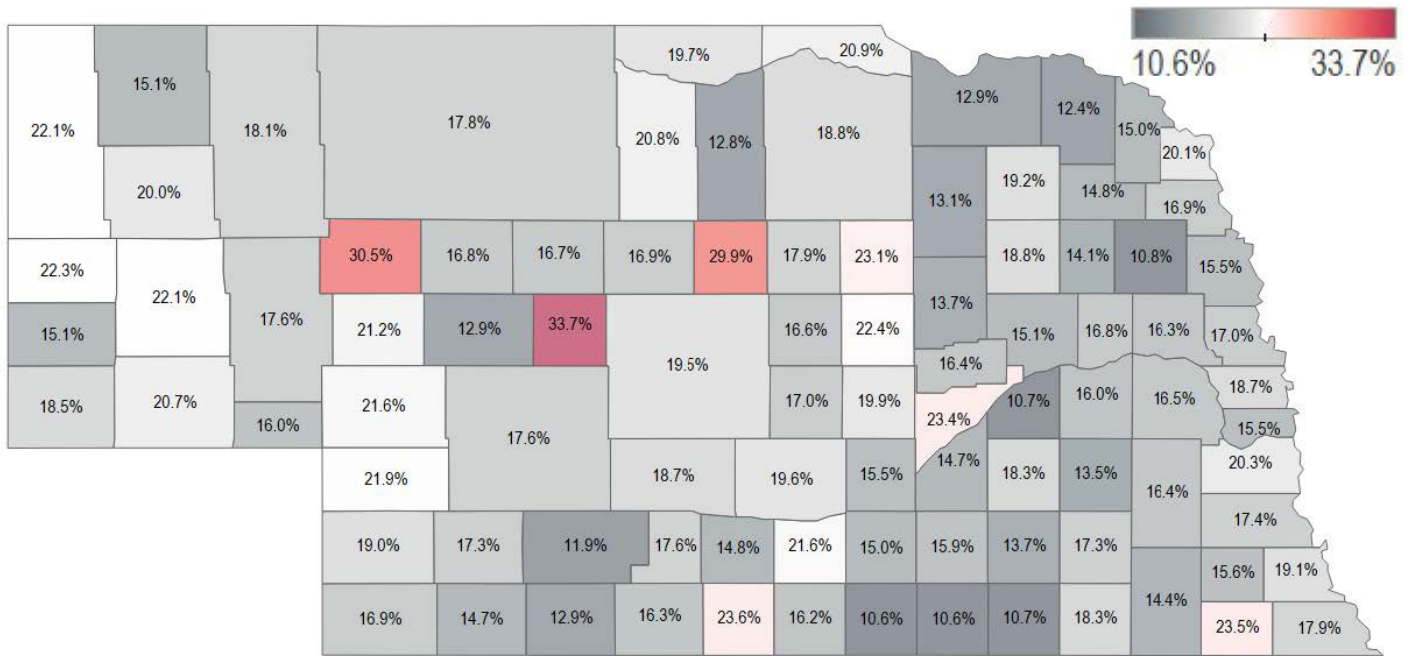 10.6% 33.7%
19.7% 20.9%
15.1% 12.9% 12.4%
22.1% 18.1% 17.8% 20.8% 12.8% 18.8% 15.0%
20.1%
20.0% 13.1% 19.2% 14.8%
16.9%
30.5% 16.8% 16.7% 16.9% 29.9% 17.9% 23.1% 18.8% 14.1% 10.8%
22.3% 15.5%
22.1% 13.7%
15.1% 17.6% 21.2% 12.9% 33.7% 16.6% 22.4% 15.1% 16.8% 16.3% 17.0%
19.5% 16.4%
18.5% 20.7% 21.6% 17.0% 19.9% 10.7% 16.0% 16.5% 18.7%
16.0% 17.6% 23.4% 15.5%
21.9% 18.7% 19.6% 15.5% 14.7% 18.3% 13.5% 20.3%
16.4%
17.4%
19.0% 17.3% 11.9% 17.6% 14.8% 21.6% 15.0% 15.9% 13.7% 17.3%
15.6% 19.1%
16.9% 14.7% 12.9% 16.3% 23.6% 16.2% 10.6% 10.6% 10.7% 18.3% 14.4%
23.5% 17.9%